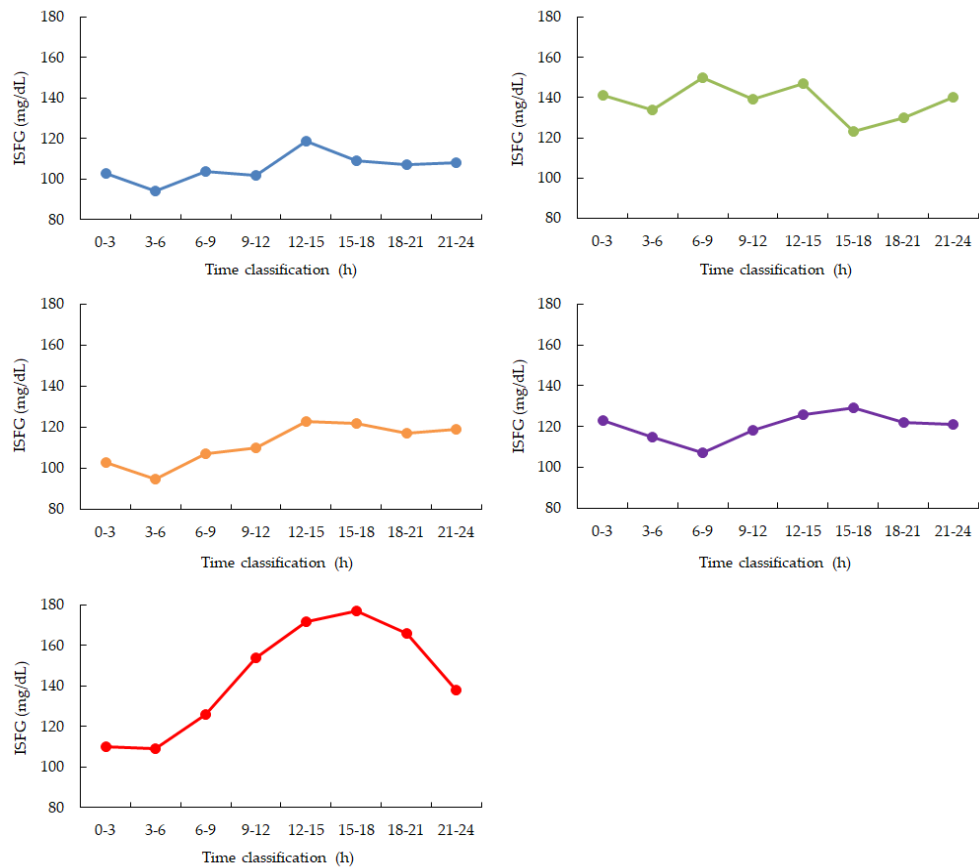 180
160
140
120
100
80
ISFG (mg/dL)
0-3 3-6 6-9 9-12 12-15 15-18 18-21 21-24
Time classification (h)
180
160
140
120
100
80
ISFG (mg/dL)
0-3 3-6 6-9 9-12 12-15 15-18 18-21 21-24
Time classification (h)
180
160
140
120
100
80
ISFG (mg/dL)
0-3 3-6 6-9 9-12 12-15 15-18 18-21 21-24
Time classification (h)
180
160
140
120
100
80
ISFG (mg/dL)
0-3 3-6 6-9 9-12 12-15 15-18 18-21 21-24
Time classification (h)
180
160
140
120
100
80
ISFG (mg/dL)
0-3 3-6 6-9 9-12 12-15 15-18 18-21 21-24
Time classification (h)